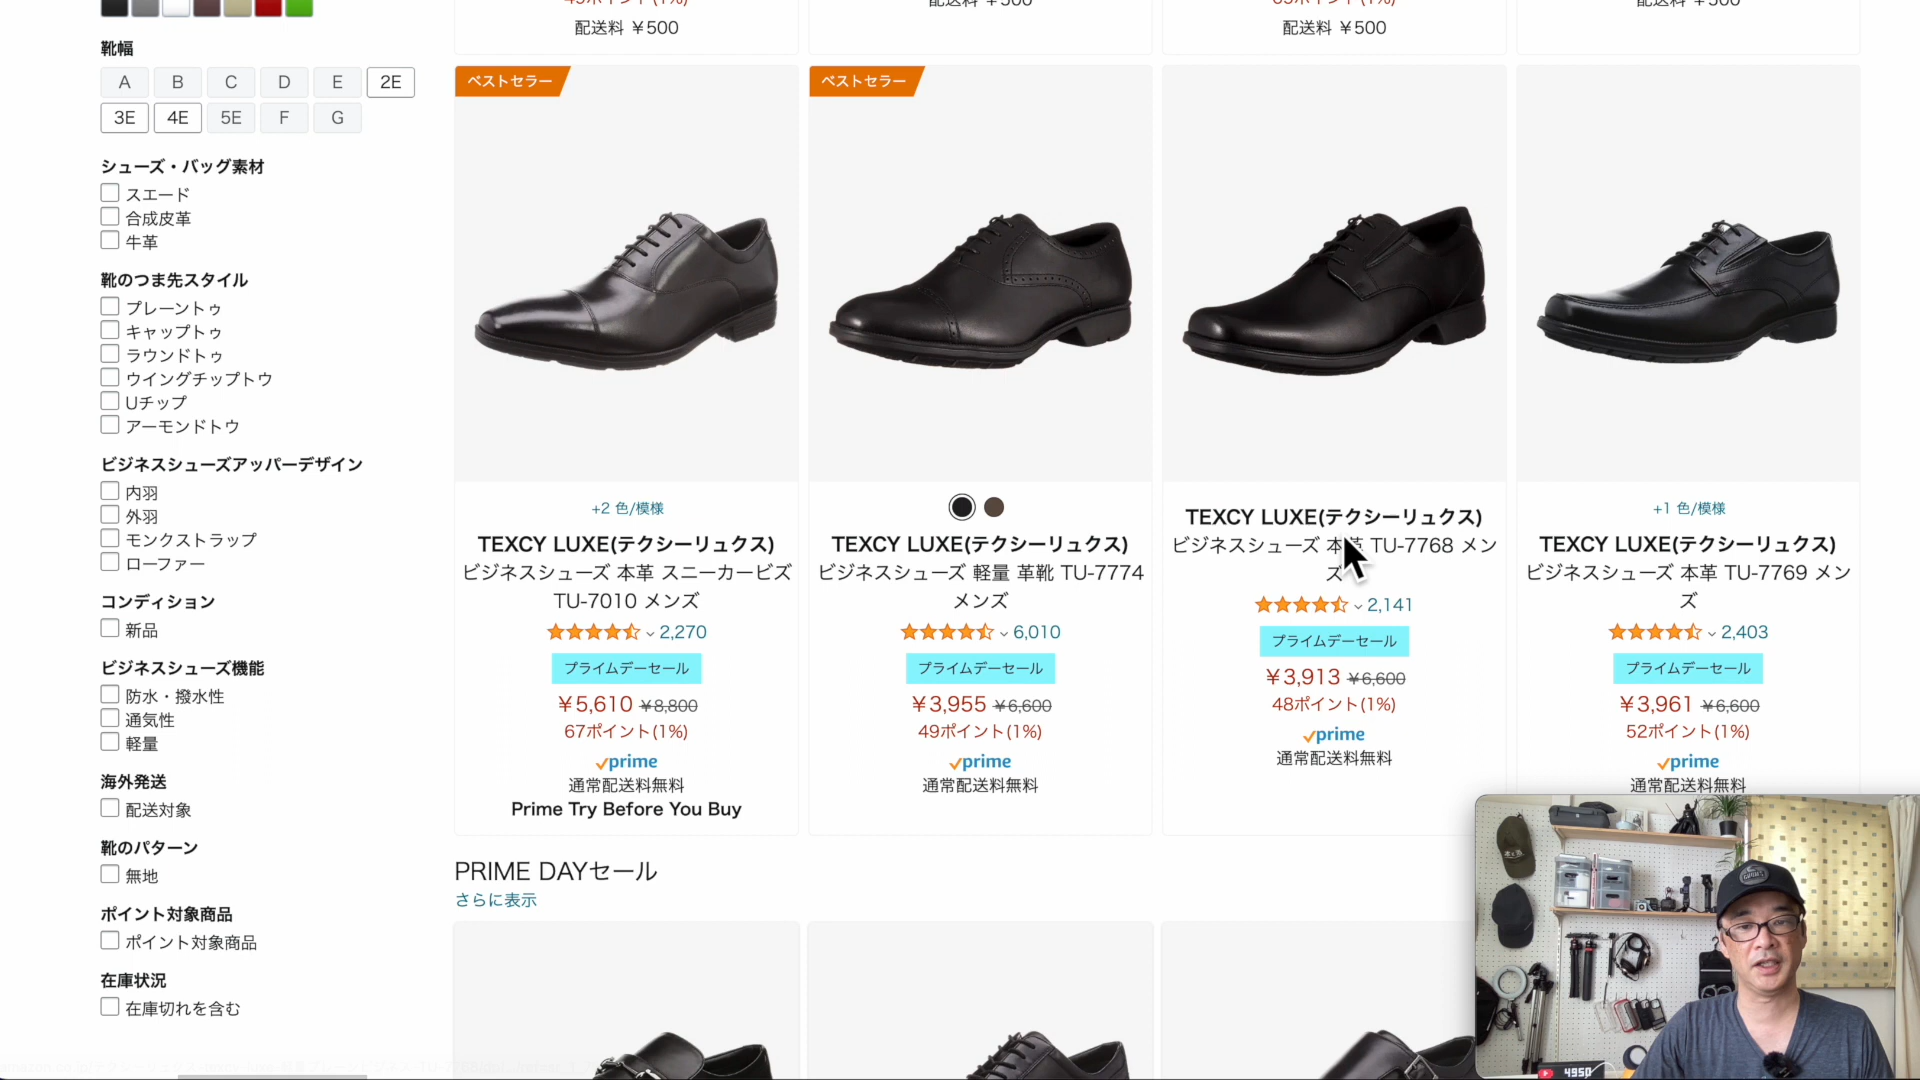 配送料 ￥500
配送料 ￥500
靴幅
A B C D E 2E
3E 4E 5E F G
シューズ・バッグ素材
スエード
合成皮革
牛革
靴のつま先スタイル
プレーントゥ
キャップトゥ
ラウンドトゥ
ウイングチップトウ
Uチップ
アーモンドトウ
ビジネスシューズアッパーデザイン
内羽
外羽
モンクストラップ
ローファー
コンディション
新品
ビジネスシューズ機能
防水・撥水性
通気性
軽量
海外発送
配送対象
靴のパターン
無地
ポイント対象商品
ポイント対象商品
在庫状況
在庫切れを含む
ベストセラー
+2 色/模様
TEXCY LUXE(テクシーリュクス)
ビジネスシューズ 本革 スニーカービズ
TU-7010 メンズ
2,270
プライムデーセール
￥5,610 ￥8,800
67ポイント(1%)
prime
通常配送料無料
Prime Try Before You Buy
ベストセラー
TEXCY LUXE(テクシーリュクス)
ビジネスシューズ 軽量 革靴 TU-7774
メンズ
6,010
プライムデーセール
￥3,955 ￥6,600
49ポイント(1%)
prime
通常配送料無料
TEXCY LUXE(テクシーリュクス)
ビジネスシューズ 本革 TU-7768 メン
ズ
2,141
プライムデーセール
￥3,913 ￥6,600
48ポイント(1%)
prime
通常配送料無料
+1 色/模様
TEXCY LUXE(テクシーリュクス)
ビジネスシューズ 本革 TU-7769 メン
ズ
2,403
プライムデーセール
￥3,961 ￥6,600
52ポイント(1%)
prime
通常配送料無料
PRIME DAYセール
さらに表示
4950